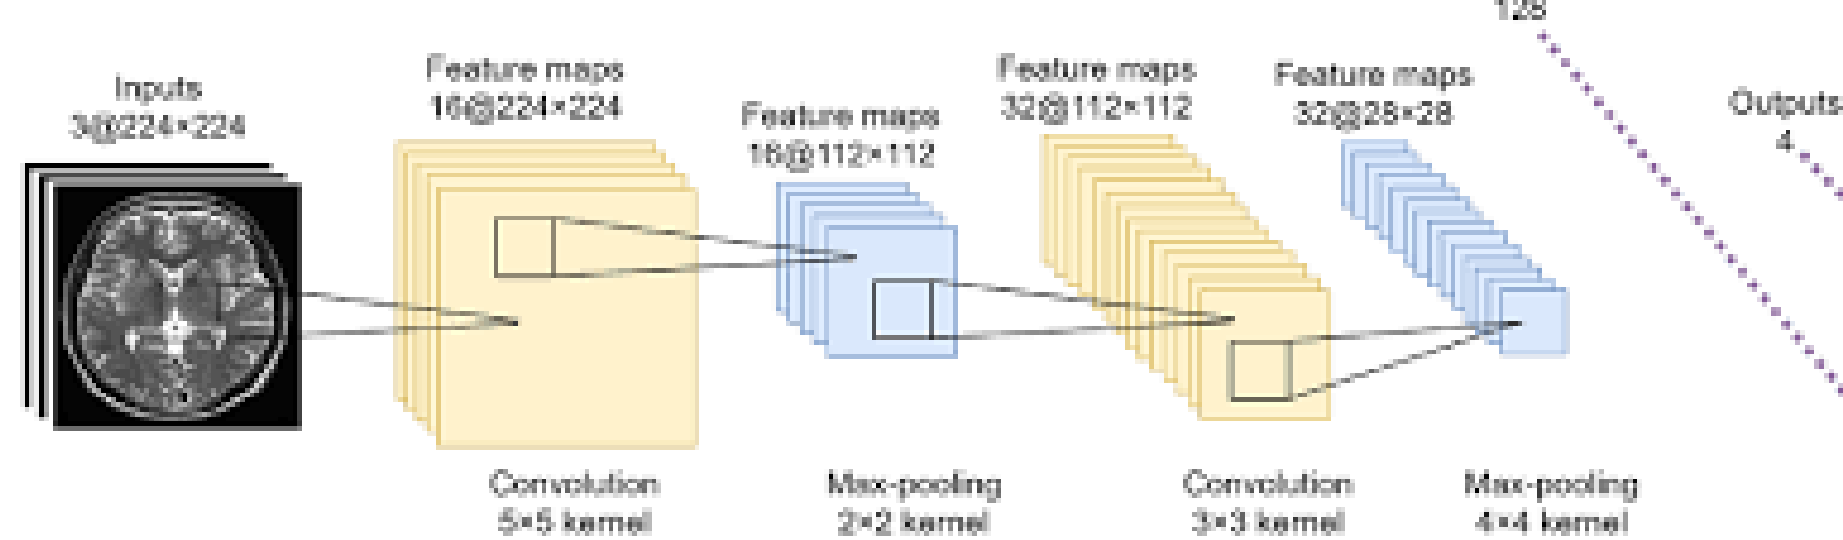 Inputs
3@224×224
Feature maps
16@224×224
Feature maps
16@112×112
Feature maps
32@112×112
Feature maps
32@28×28
128
Outputs
4
Convolution
5×5 kernel
Max-pooling
2×2 kernel
Convolution
3×3 kernel
Max-pooling
4×4 kernel